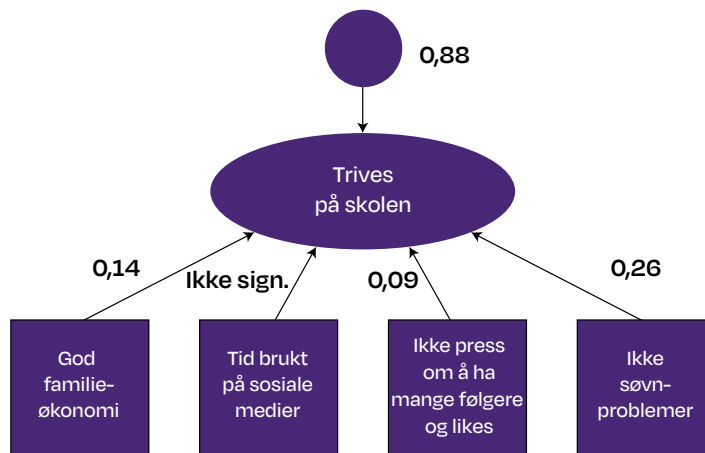 0,88
Trives
på skolen
0,14
Ikke sign.
0,09
0,26
God
familie-
økonomi
Tid brukt
på sosiale
medier
Ikke press
om å ha
mange følgere
og likes
Ikke
søvn-
problemer